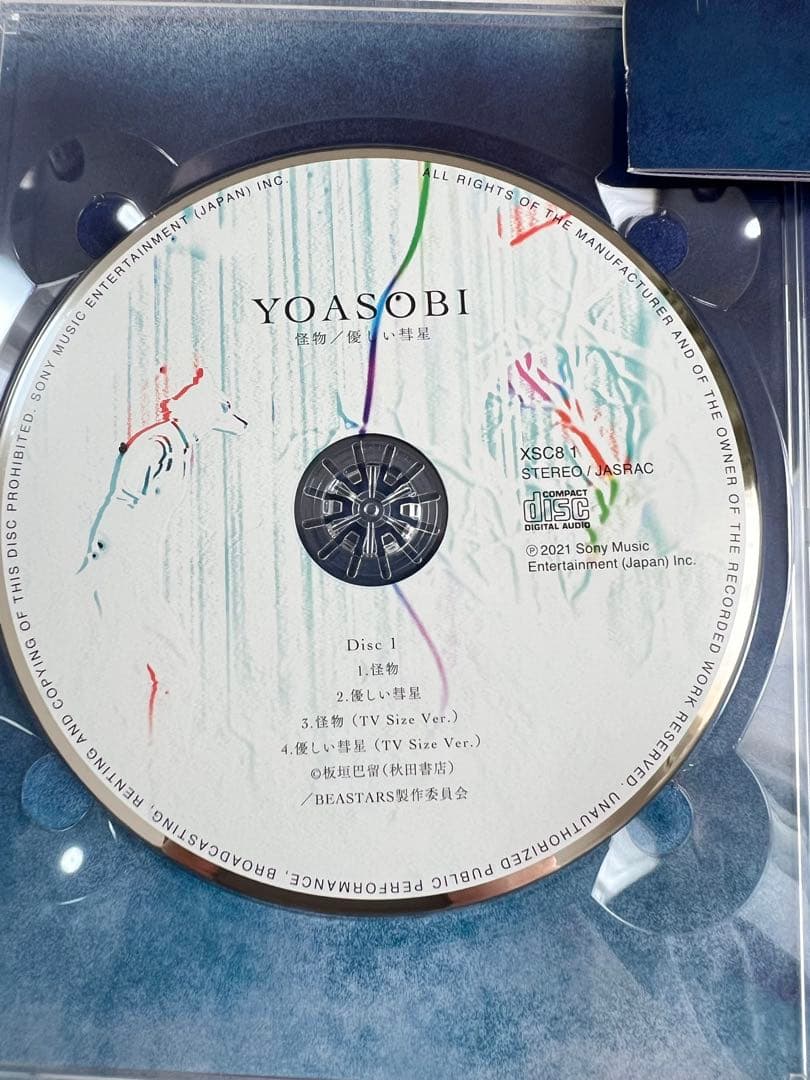 SONY MUSIC ENTERTAINMENT (JAPAN) INC. ALL RIGHTS OF THE MANUFACTURER AND OF THE OWNER OF THE RECORDED WORK RESERVED. UNAUTHORIZED PUBLIC PERFORMANCE, BROADCASTING, RENTING AND COPYING OF THIS DISC PROHIBITED.
YOASOBI
怪物／優しい彗星
XSC8 1
STEREO / JASRAC
COMPACT
disc
DIGITAL AUDIO
Ⓟ 2021 Sony Music
Entertainment (Japan) Inc.
Disc 1
1.怪物
2.優しい彗星
3.怪物（TV Size Ver.）
4.優しい彗星（TV Size Ver.）
©板垣巴留（秋田書店）
／BEASTARS製作委員会